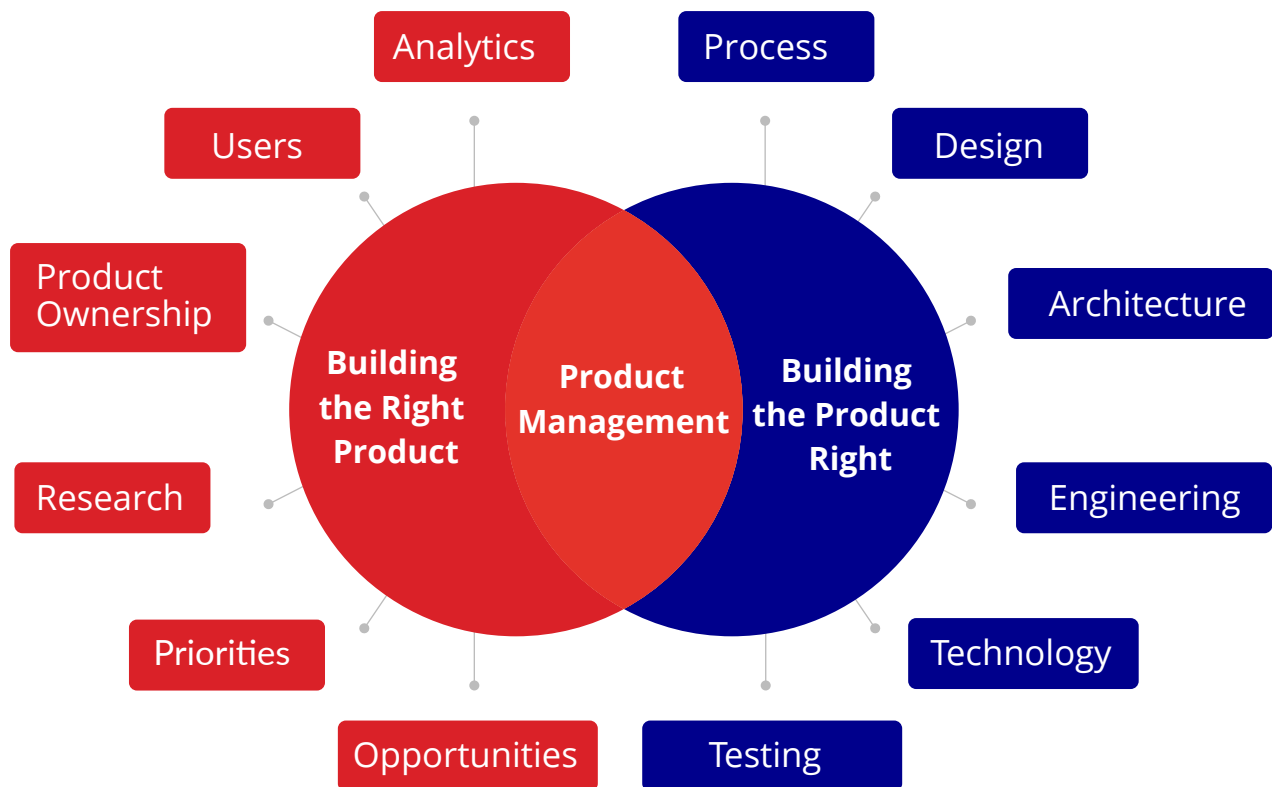 Analytics
Process
Users
Design
Product
Ownership
Architecture
Building
the Right
Product
Product
Management
Building
the Product
Right
Research
Engineering
Priorities
Technology
Opportunities
Testing